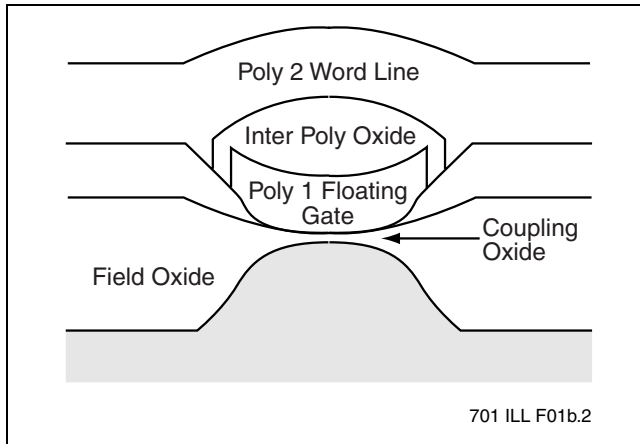 Poly 2 Word Line
Inter Poly Oxide
Poly 1 Floating
Gate
Coupling
Oxide
Field Oxide
701 ILL F01b.2